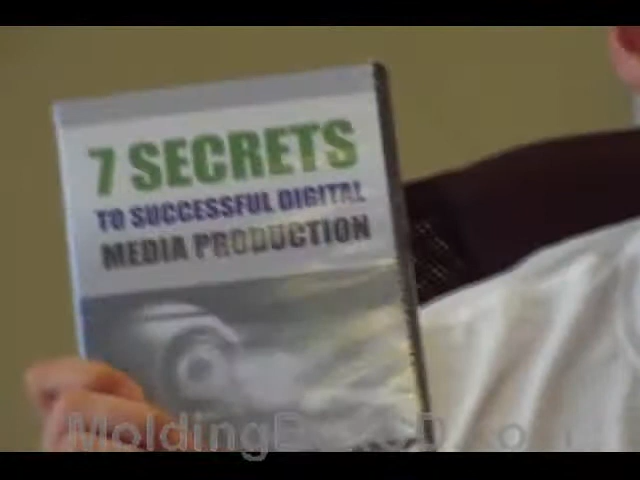 7 SECRETS
TO SUCCESSFUL DIGITAL
MEDIA PRODUCTION